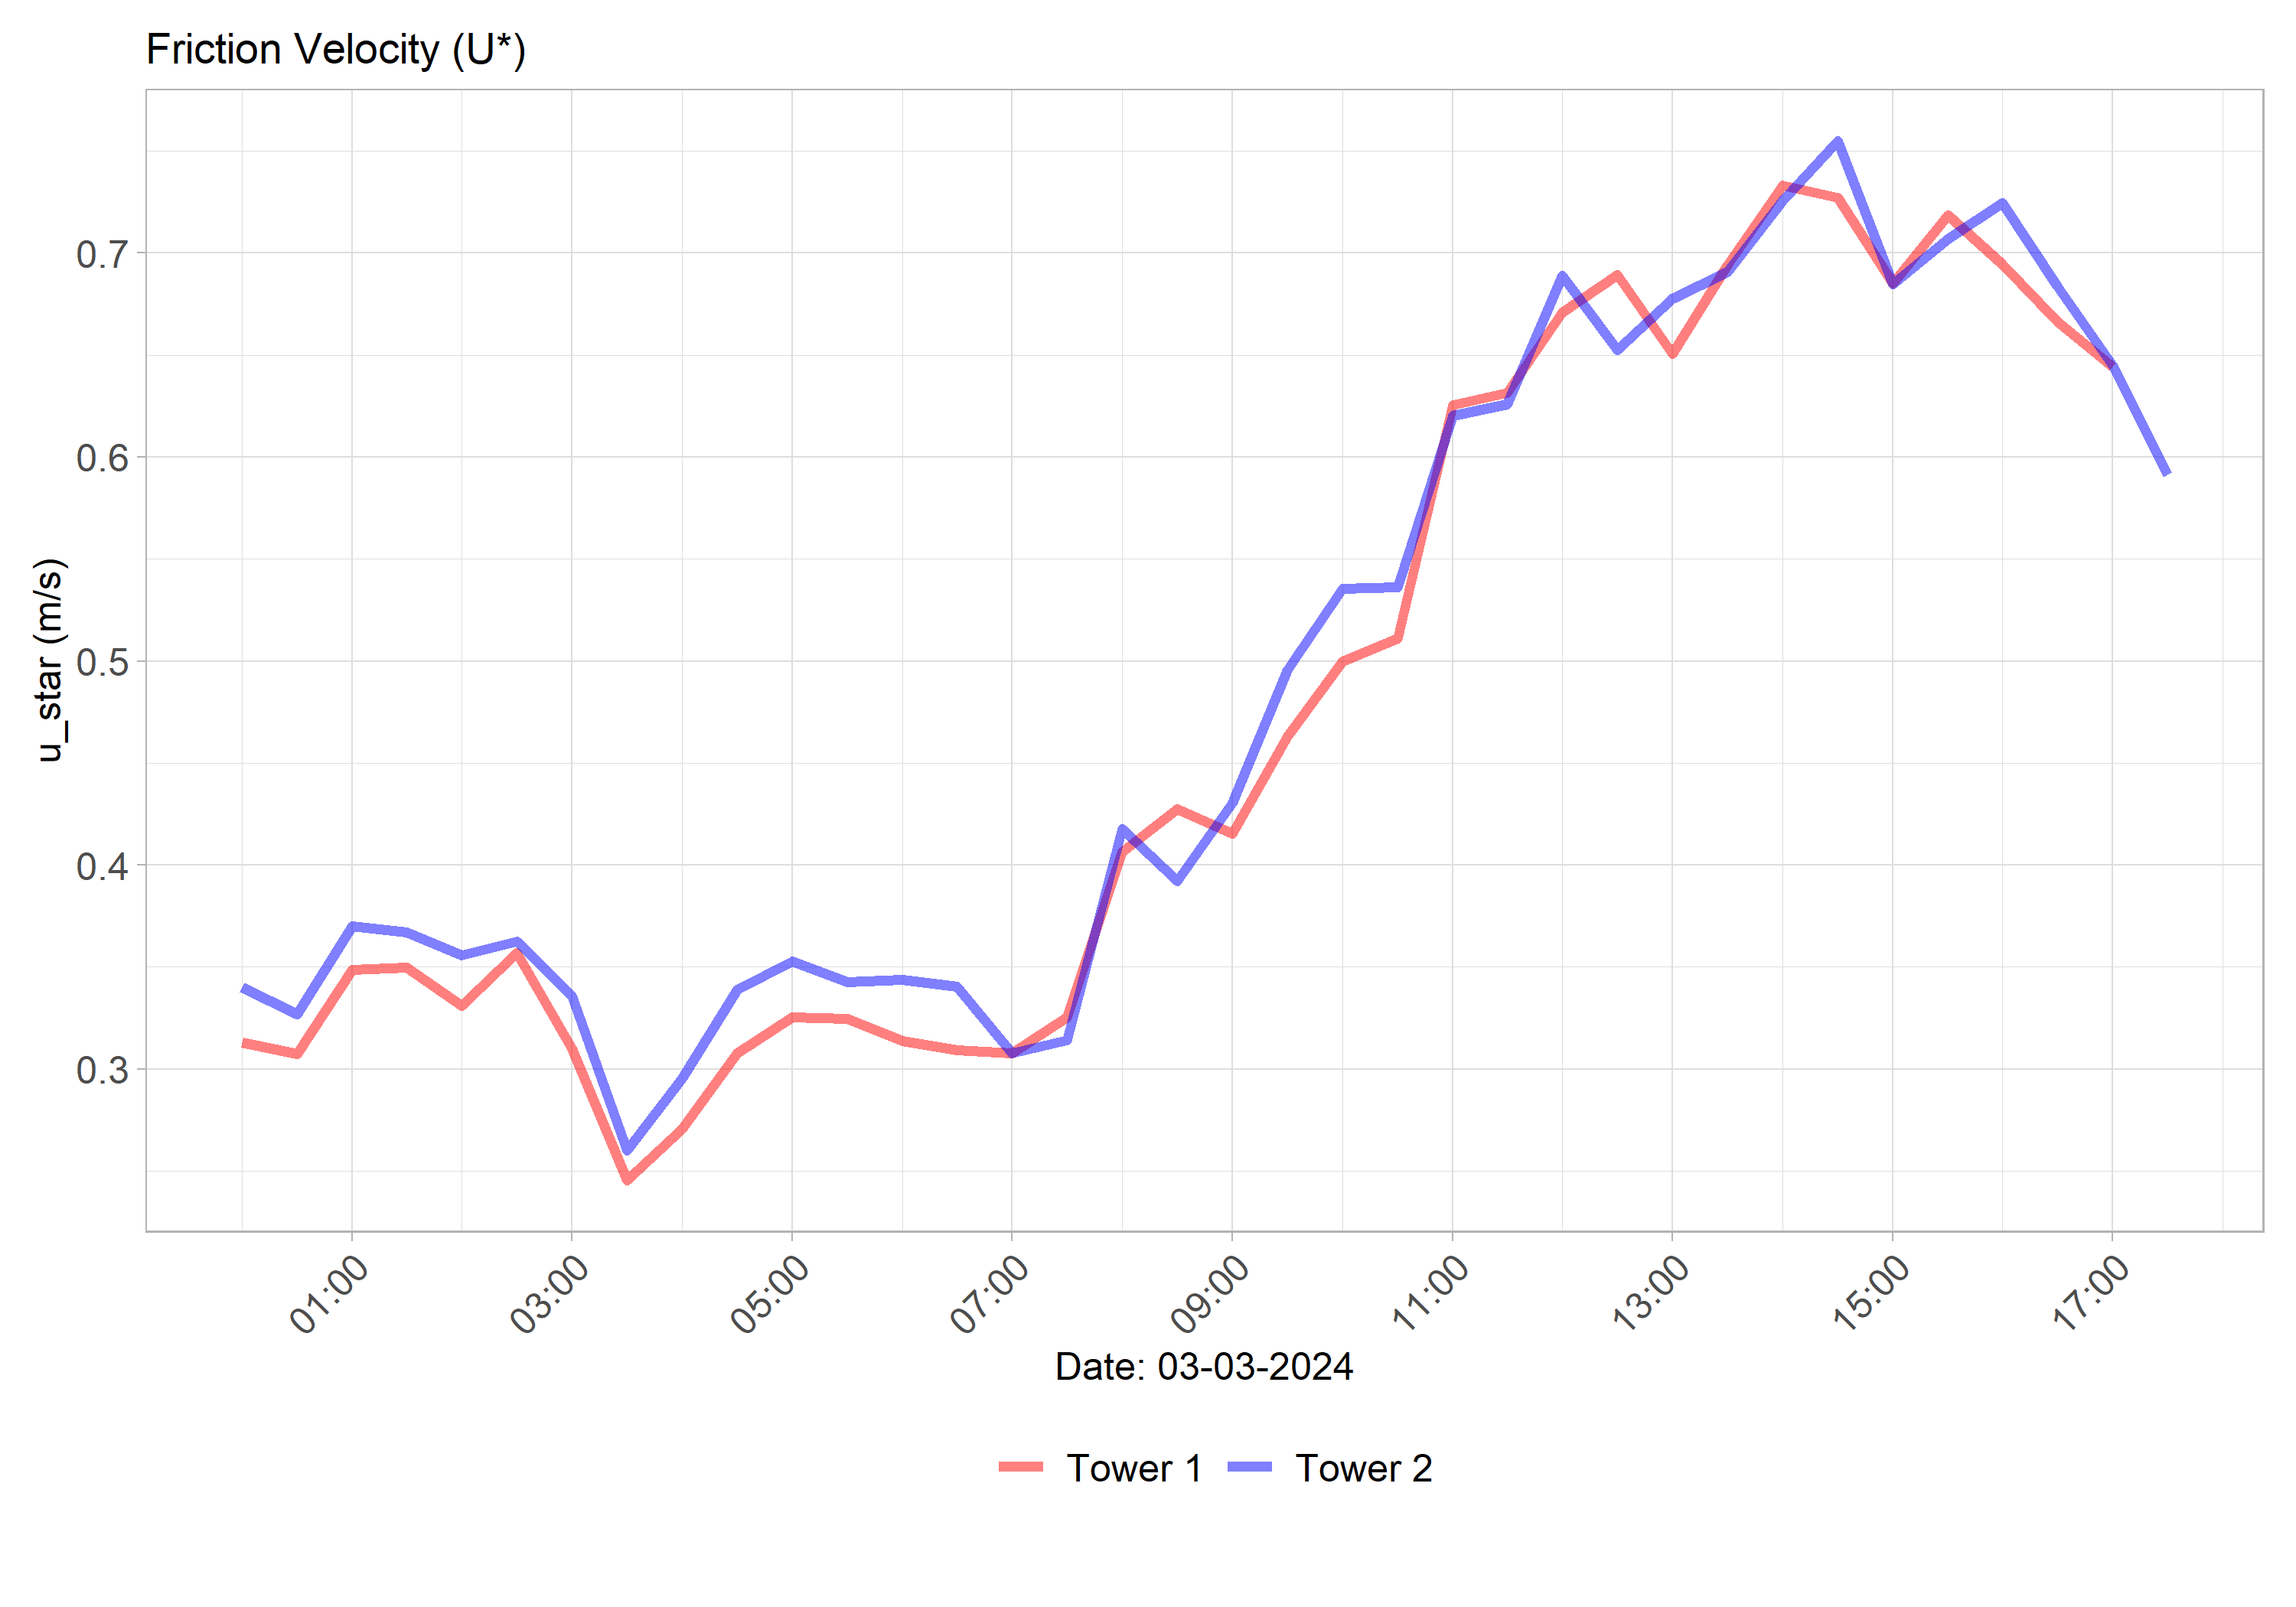 Friction Velocity (U*)
u_star (m/s)
0.7
0.6
0.5
0.4
0.3
01:00 03:00 05:00 07:00 09:00 11:00 13:00 15:00 17:00
Date: 03-03-2024
Tower 1 Tower 2